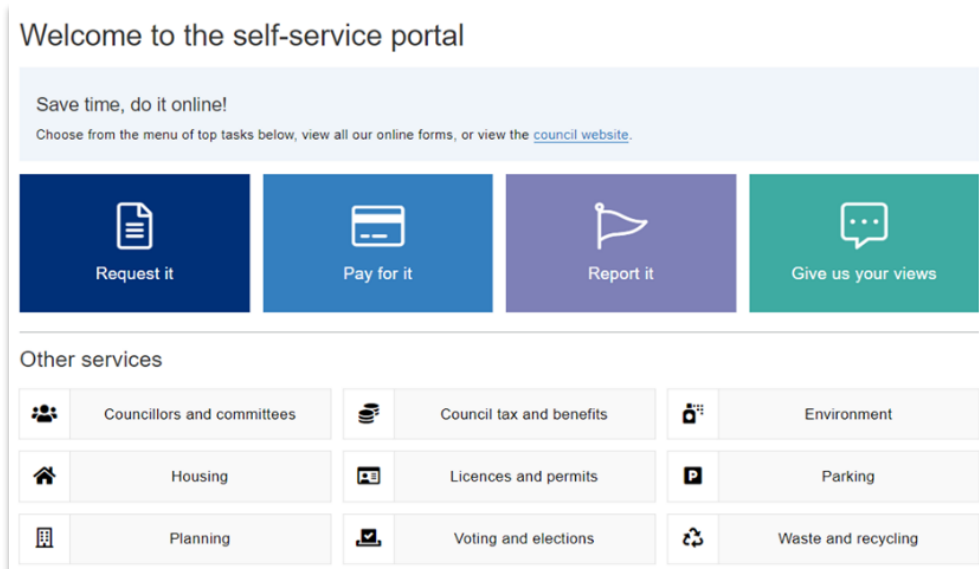 Welcome to the self-service portal
Save time, do it online!
Choose from the menu of top tasks below, view all our online forms, or view the council website.
Request it
Pay for it
Report it
Give us your views
Other services
Councillors and committees
Council tax and benefits
Environment
Housing
Licences and permits
P
Parking
Planning
Voting and elections
Waste and recycling